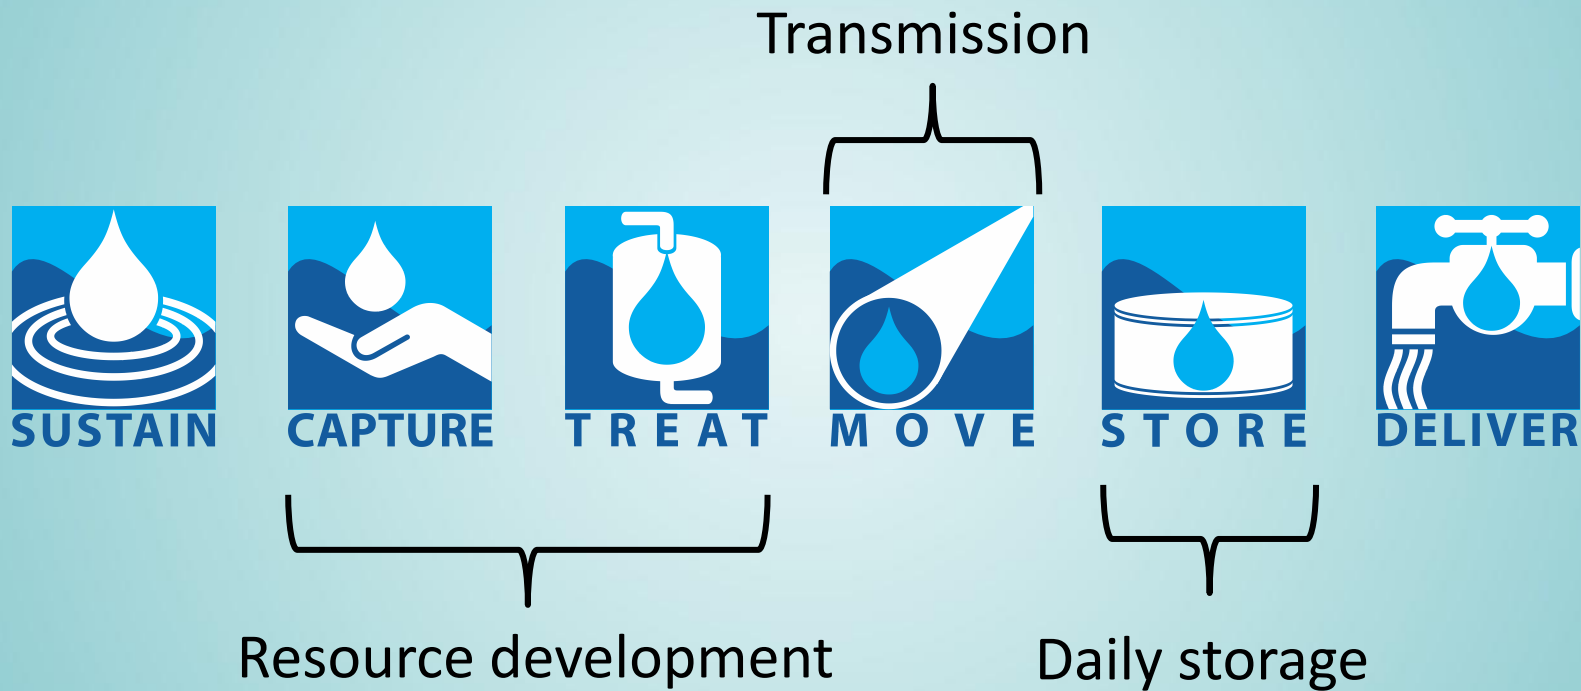 Transmission
SUSTAIN
CAPTURE
TREAT
MOVE
STORE
DELIVER
Resource development
Daily storage